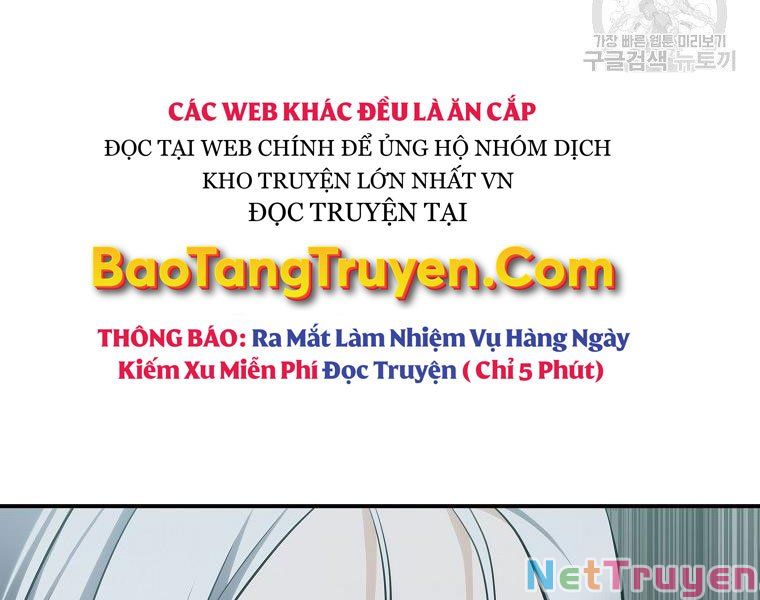 가장 빠른 웹툰 미리보기
구글검색 뉴토끼
CÁC WEB KHÁC ĐỀU LÀ ĂN CẮP
ĐỌC TẠI WEB CHÍNH ĐỂ ỦNG HỘ NHÓM DỊCH
KHO TRUYỆN LỚN NHẤT VN
ĐỌC TRUYỆN TẠI
BaoTangTruyen.Com
THÔNG BÁO: Ra Mắt Làm Nhiệm Vụ Hàng Ngày
Kiếm Xu Miễn Phí Đọc Truyện ( Chỉ 5 Phút)
NetTruyen